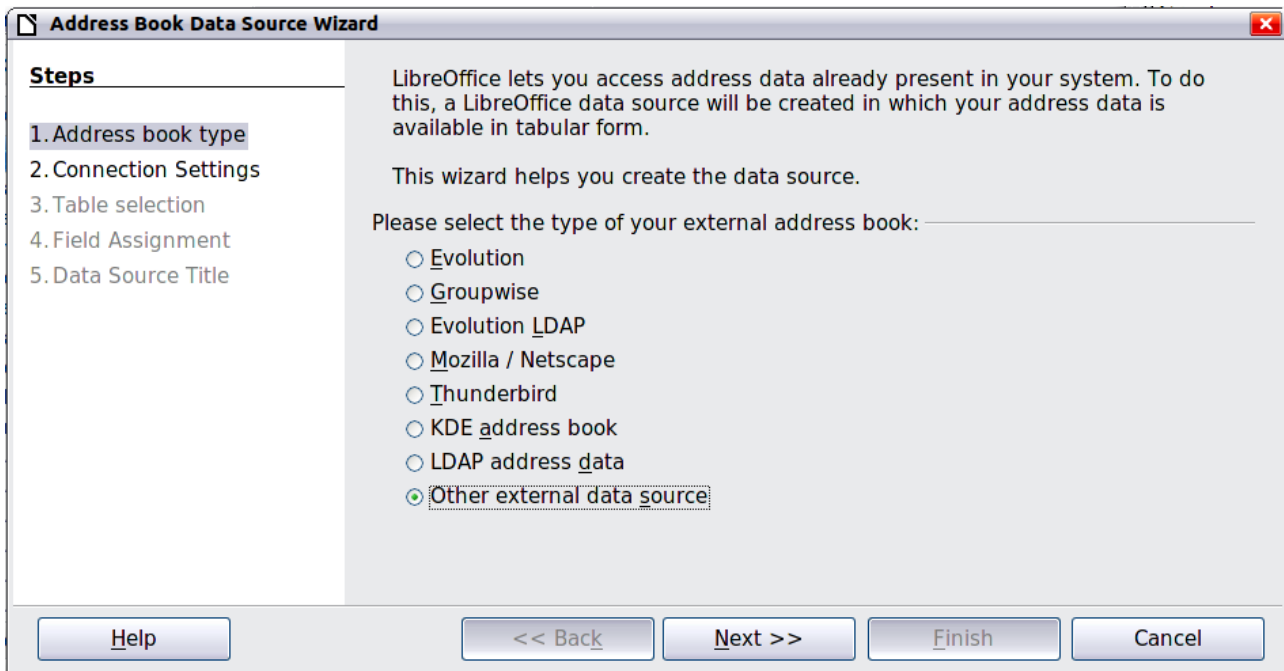 Address Book Data Source Wizard
Steps
1. Address book type
2. Connection Settings
3. Table selection
4. Field Assignment
5. Data Source Title
LibreOffice lets you access address data already present in your system. To do
this, a LibreOffice data source will be created in which your address data is
available in tabular form.
This wizard helps you create the data source.
Please select the type of your external address book:
Evolution
Groupwise
Evolution LDAP
Mozilla / Netscape
Thunderbird
KDE address book
LDAP address data
Other external data source
Help
<< Back
Next >>
Finish
Cancel